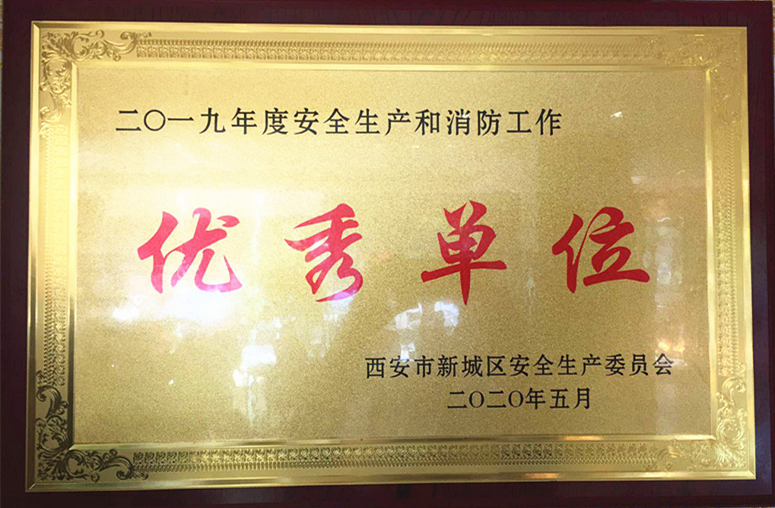 二〇一九年度安全生产和消防工作
优秀单位
西安市新城区安全生产委员会
二〇二〇年五月